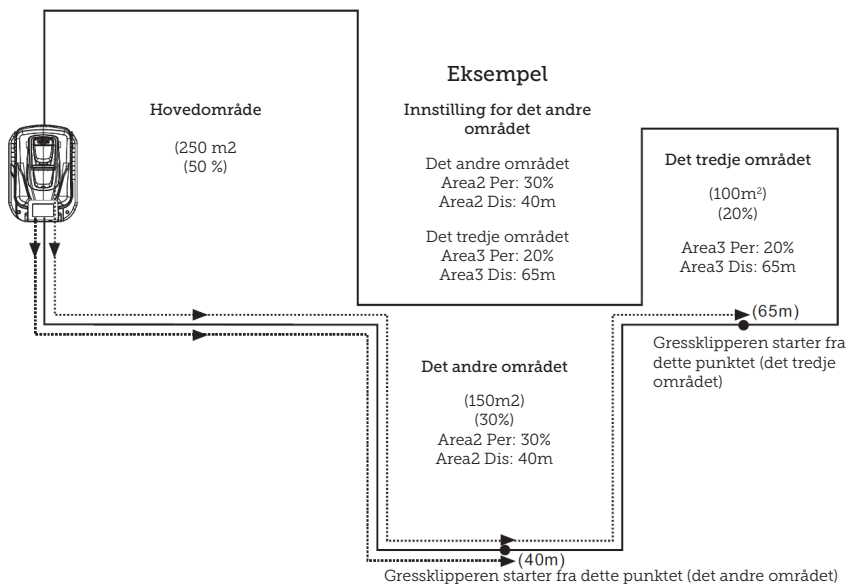 Eksempel
Hovedområde
(250 m2
(50 %)
Innstilling for det andre
området
Det andre området
Area2 Per: 30%
Area2 Dis: 40m
Det tredje området
Area3 Per: 20%
Area3 Dis: 65m
Det tredje området
(100m²)
(20%)
Area3 Per: 20%
Area3 Dis: 65m
(65m)
Gressklipperen starter fra
dette punktet (det tredje
området)
Det andre området
(150m2)
(30%)
Area2 Per: 30%
Area2 Dis: 40m
(40m)
Gressklipperen starter fra dette punktet (det andre området)